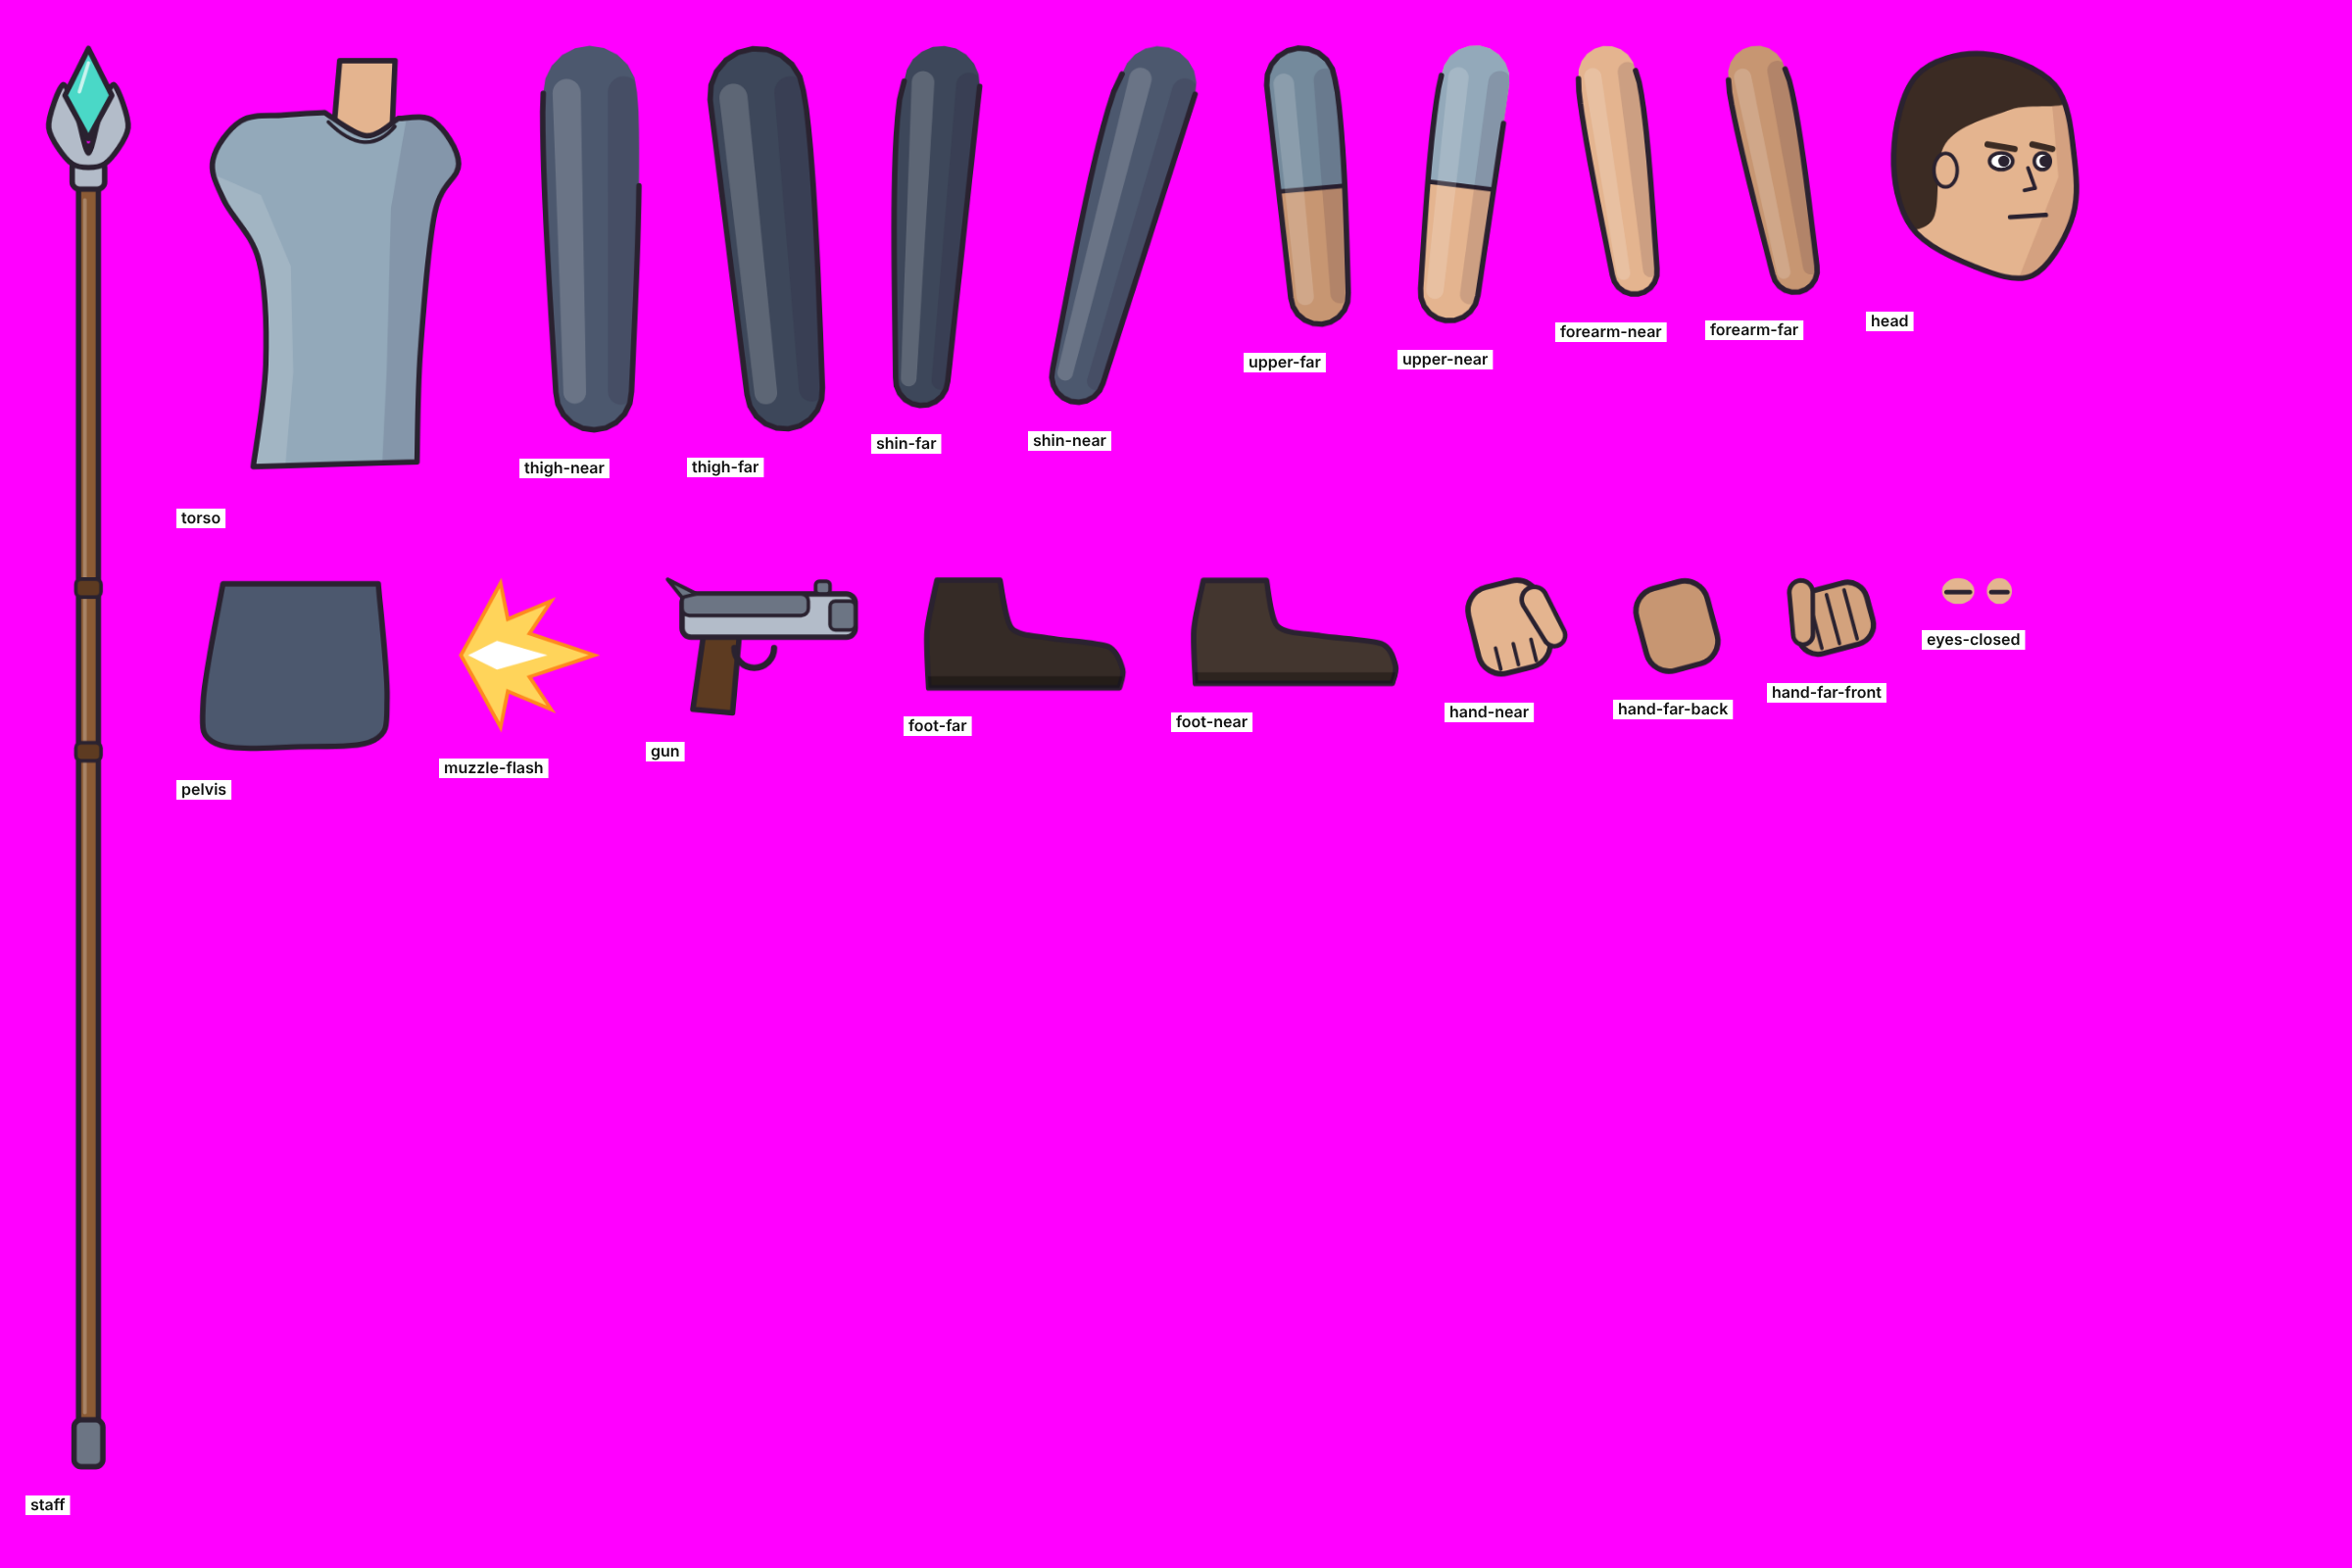 upper-far
upper-near
forearm-near
forearm-far
head
thigh-near
thigh-far
shin-far
shin-near
torso
pelvis
muzzle-flash
gun
foot-far
foot-near
hand-near
hand-far-back
hand-far-front
eyes-closed
staff